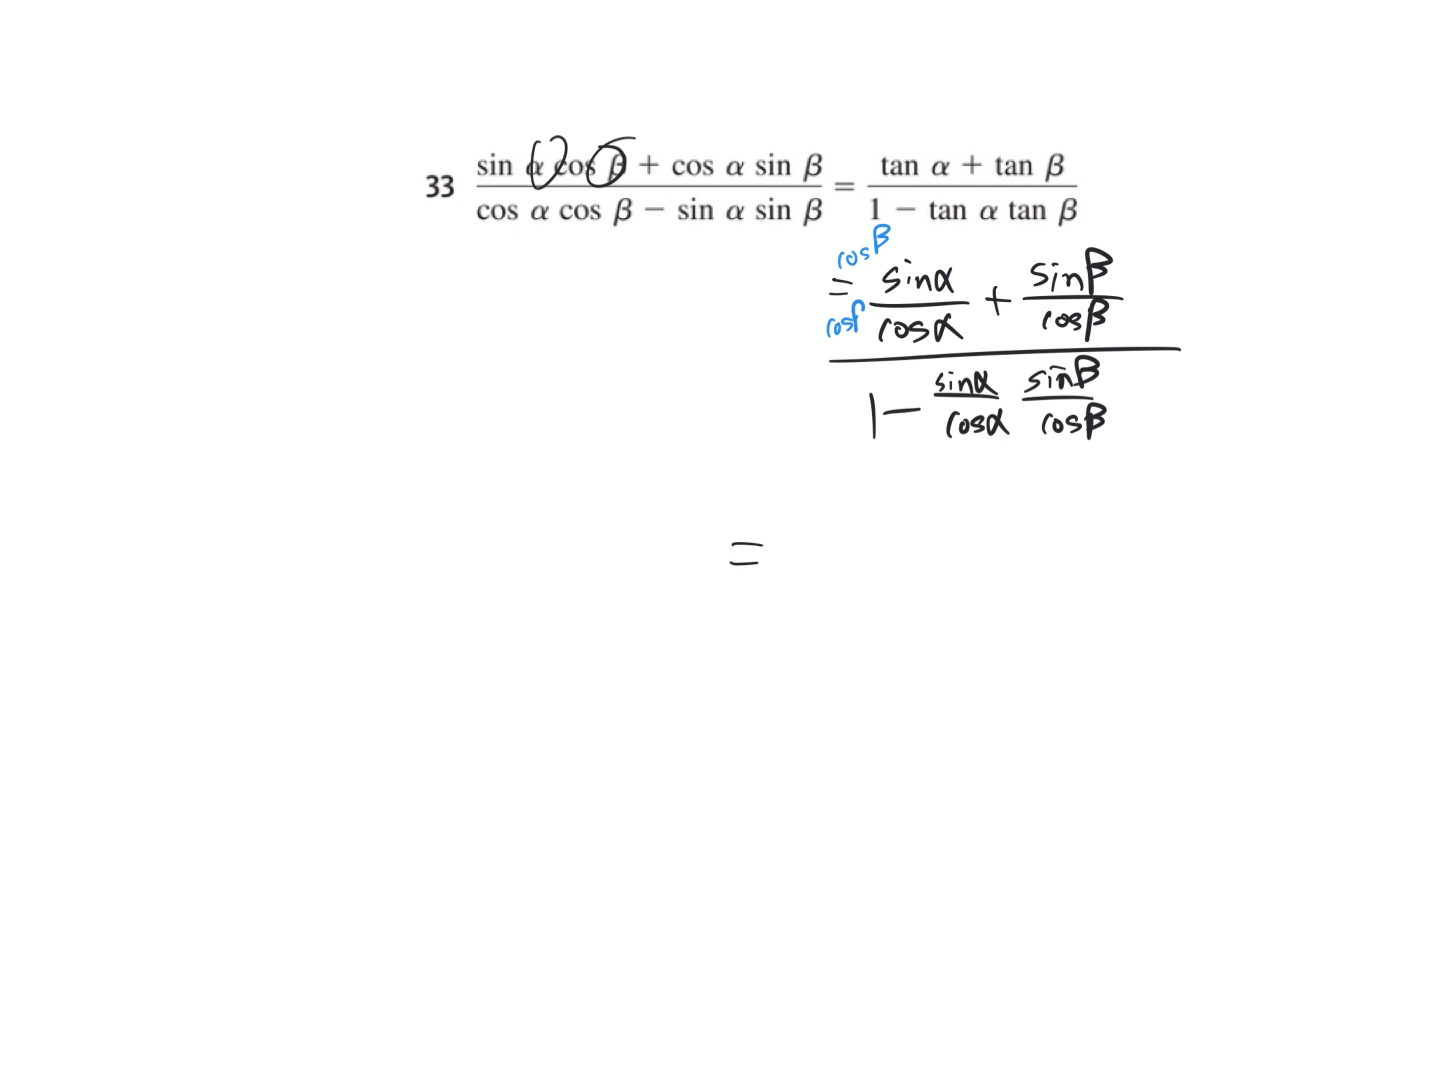 33 sin α cos β + cos α sin β / cos α cos β − sin α sin β = tan α + tan β / 1 − tan α tan β
cosβ
= sinα + sinβ
cosβ cosα cosβ
1 − sinα sinβ
cosα cosβ
=